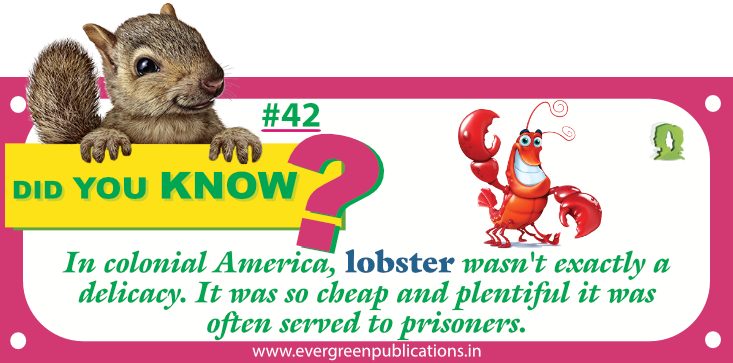 #42
DID YOU KNOW ?
In colonial America, lobster wasn't exactly a
delicacy. It was so cheap and plentiful it was
often served to prisoners.
www.evergreenpublications.in